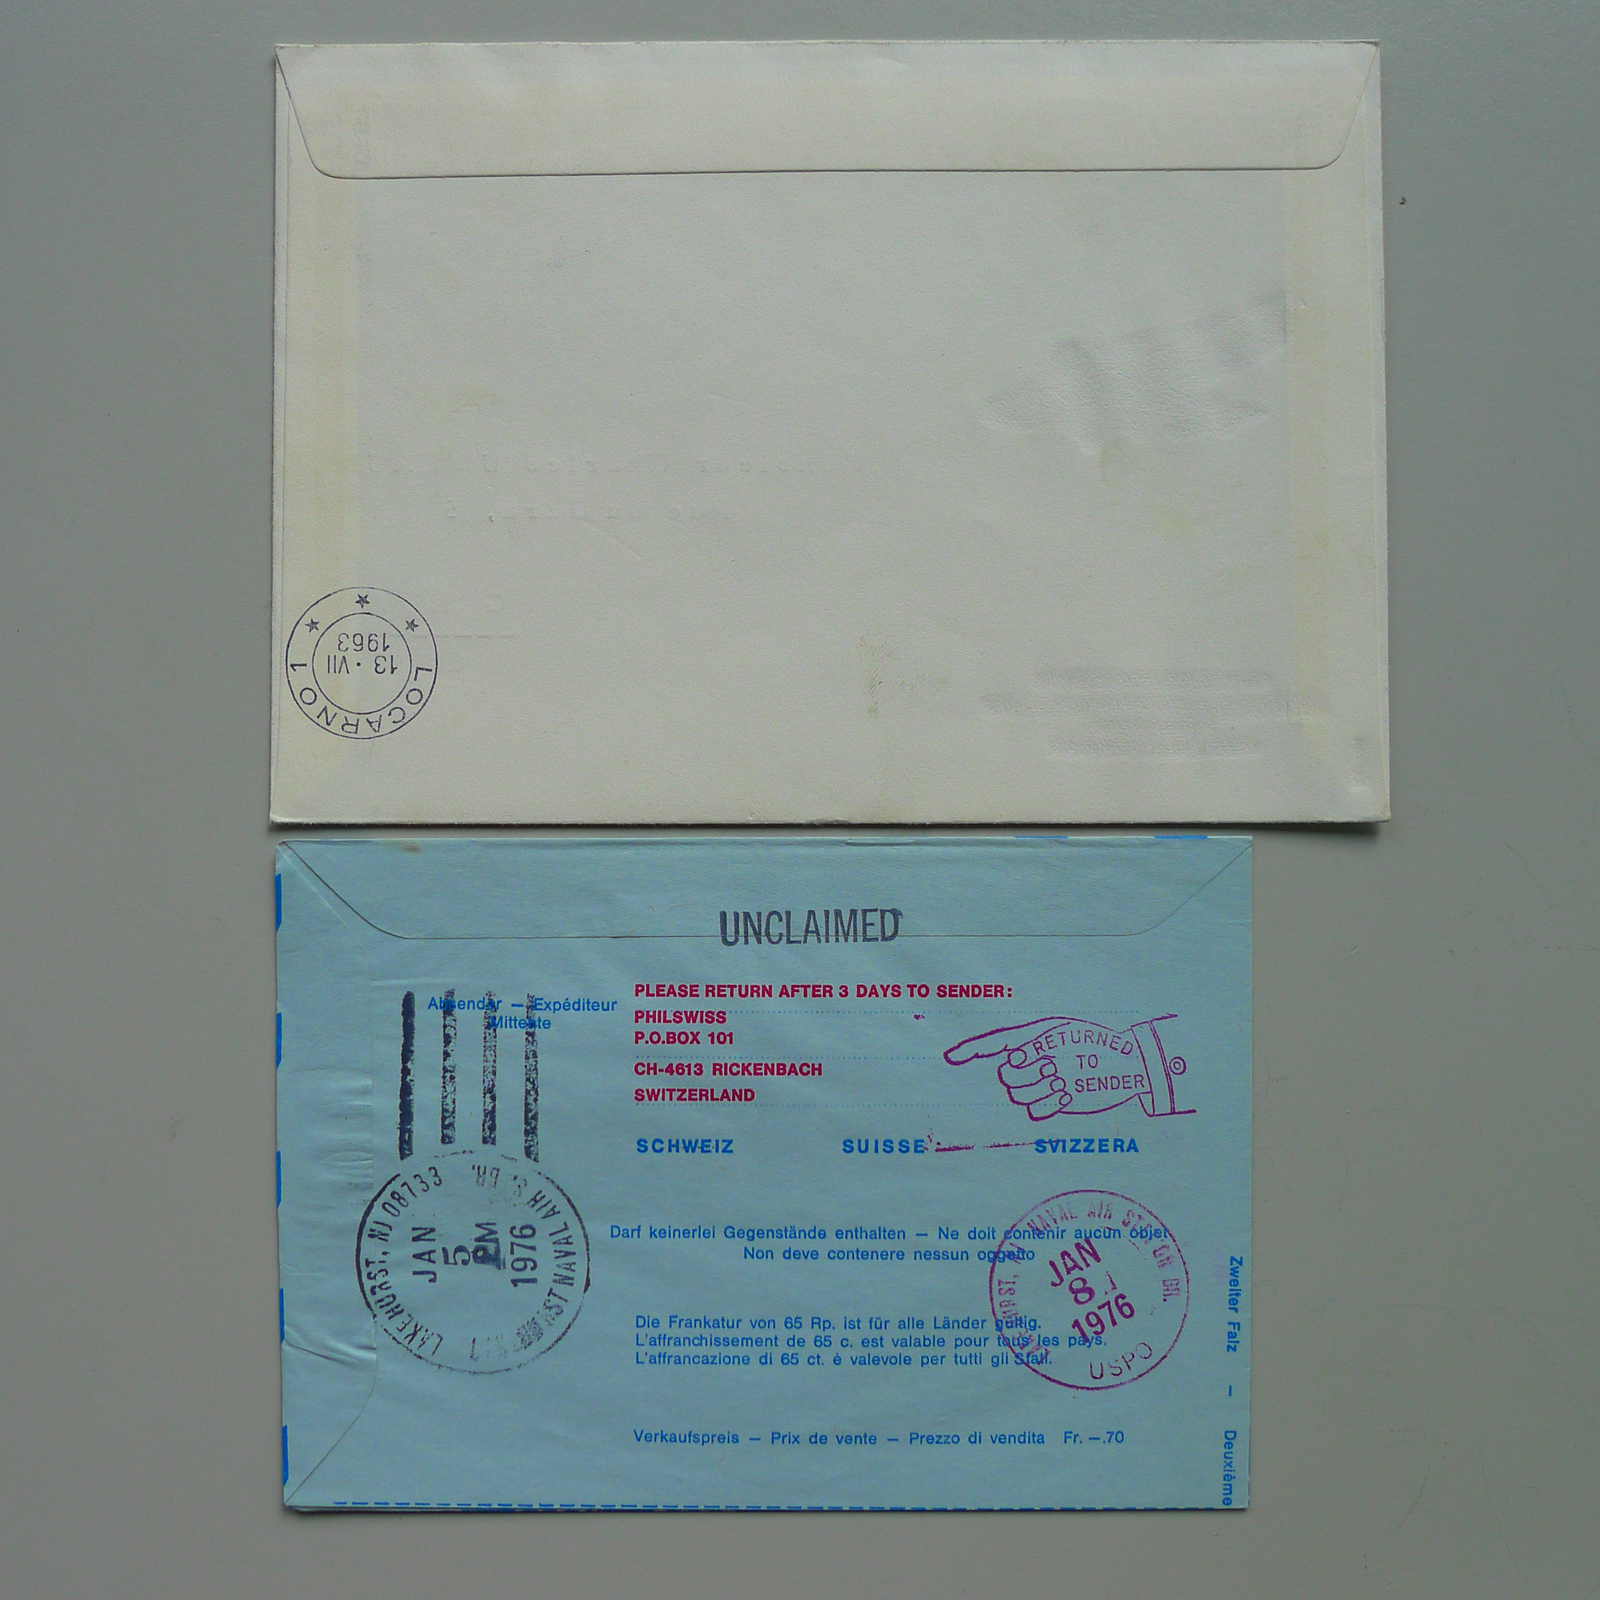 LOCARNO 1
13 · VII
1963
UNCLAIMED
Absender — Expéditeur
Mittente
PLEASE RETURN AFTER 3 DAYS TO SENDER:
PHILSWISS
P.O.BOX 101
CH-4613 RICKENBACH
SWITZERLAND
RETURNED
TO
SENDER
SCHWEIZ SUISSE SVIZZERA
LAKEHURST, NJ 08733
NAVAL AIR S. BR.
JAN
5
PM
1976
Darf keinerlei Gegenstände enthalten — Ne doit contenir aucun objet
Non deve contenere nessun oggetto
NAVAL AIR
JAN
8
1976
USPO
Die Frankatur von 65 Rp. ist für alle Länder gültig.
L'affranchissement de 65 c. est valable pour tous les pays.
L'affrancazione di 65 ct. è valevole per tutti gli Stati.
Verkaufspreis — Prix de vente — Prezzo di vendita Fr. —.70
Zweiter Falz — Deuxième